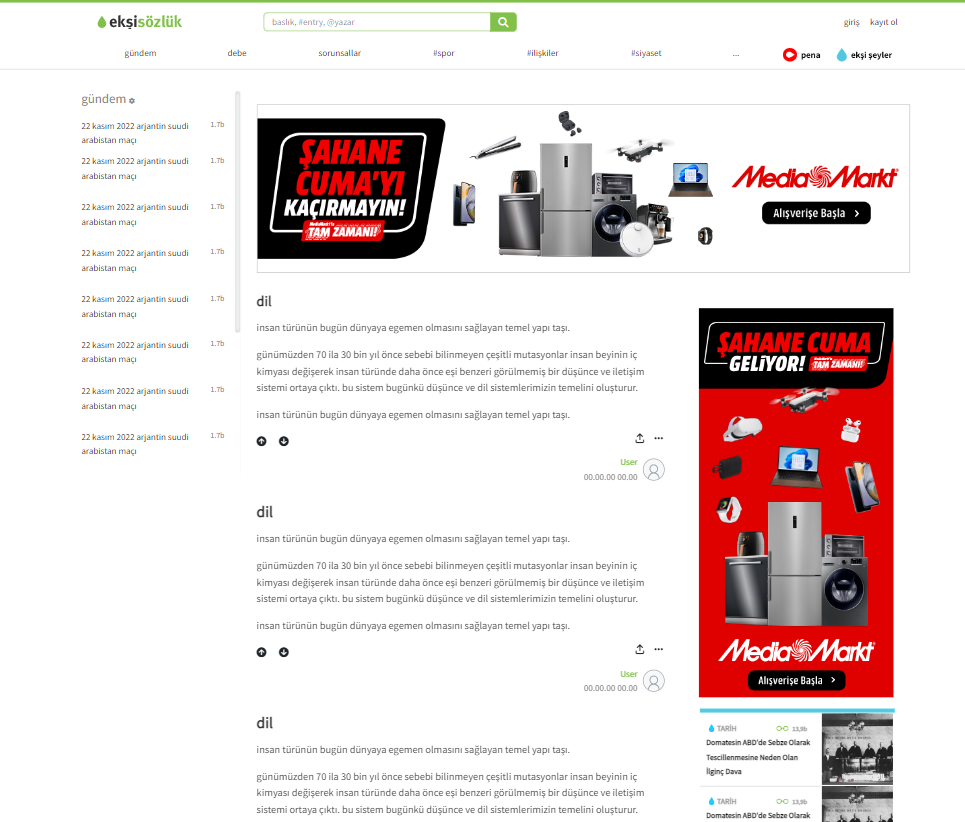 ekşisözlük
baslık, #entry, @yazar
giriş kayıt ol
gündem debe sorunsallar #spor #ilişkiler #siyaset ... pena ekşi şeyler
gündem
22 kasım 2022 arjantin suudi 1.7b
arabistan maçı
22 kasım 2022 arjantin suudi 1.7b
arabistan maçı
22 kasım 2022 arjantin suudi 1.7b
arabistan maçı
22 kasım 2022 arjantin suudi 1.7b
arabistan maçı
22 kasım 2022 arjantin suudi 1.7b
arabistan maçı
22 kasım 2022 arjantin suudi 1.7b
arabistan maçı
22 kasım 2022 arjantin suudi 1.7b
arabistan maçı
22 kasım 2022 arjantin suudi 1.7b
arabistan maçı
ŞAHANE
CUMA'YI
KAÇIRMAYIN!
MediaMarkt'ta
TAM ZAMANI!
MediaMarkt
Alışverişe Başla
dil
insan türünün bugün dünyaya egemen olmasını sağlayan temel yapı taşı.
günümüzden 70 ila 30 bin yıl önce sebebi bilinmeyen çeşitli mutasyonlar insan beyinin iç
kimyası değişerek insan türünde daha önce eşi benzeri görülmemiş bir düşünce ve iletişim
sistemi ortaya çıktı. bu sistem bugünkü düşünce ve dil sistemlerimizin temelini oluşturur.
insan türünün bugün dünyaya egemen olmasını sağlayan temel yapı taşı.
User
00.00.00 00.00
dil
insan türünün bugün dünyaya egemen olmasını sağlayan temel yapı taşı.
günümüzden 70 ila 30 bin yıl önce sebebi bilinmeyen çeşitli mutasyonlar insan beyinin iç
kimyası değişerek insan türünde daha önce eşi benzeri görülmemiş bir düşünce ve iletişim
sistemi ortaya çıktı. bu sistem bugünkü düşünce ve dil sistemlerimizin temelini oluşturur.
insan türünün bugün dünyaya egemen olmasını sağlayan temel yapı taşı.
User
00.00.00 00.00
dil
insan türünün bugün dünyaya egemen olmasını sağlayan temel yapı taşı.
günümüzden 70 ila 30 bin yıl önce sebebi bilinmeyen çeşitli mutasyonlar insan beyinin iç
kimyası değişerek insan türünde daha önce eşi benzeri görülmemiş bir düşünce ve iletişim
sistemi ortaya çıktı. bu sistem bugünkü düşünce ve dil sistemlerimizin temelini oluşturur.
ŞAHANE CUMA
GELİYOR! TAM ZAMANI!
MediaMarkt
Alışverişe Başla
TARİH 13,9b
Domatesin ABD'de Sebze Olarak
Tescillenmesine Neden Olan
İlginç Dava
TARİH 13,9b
Domatesin ABD'de Sebze Olarak